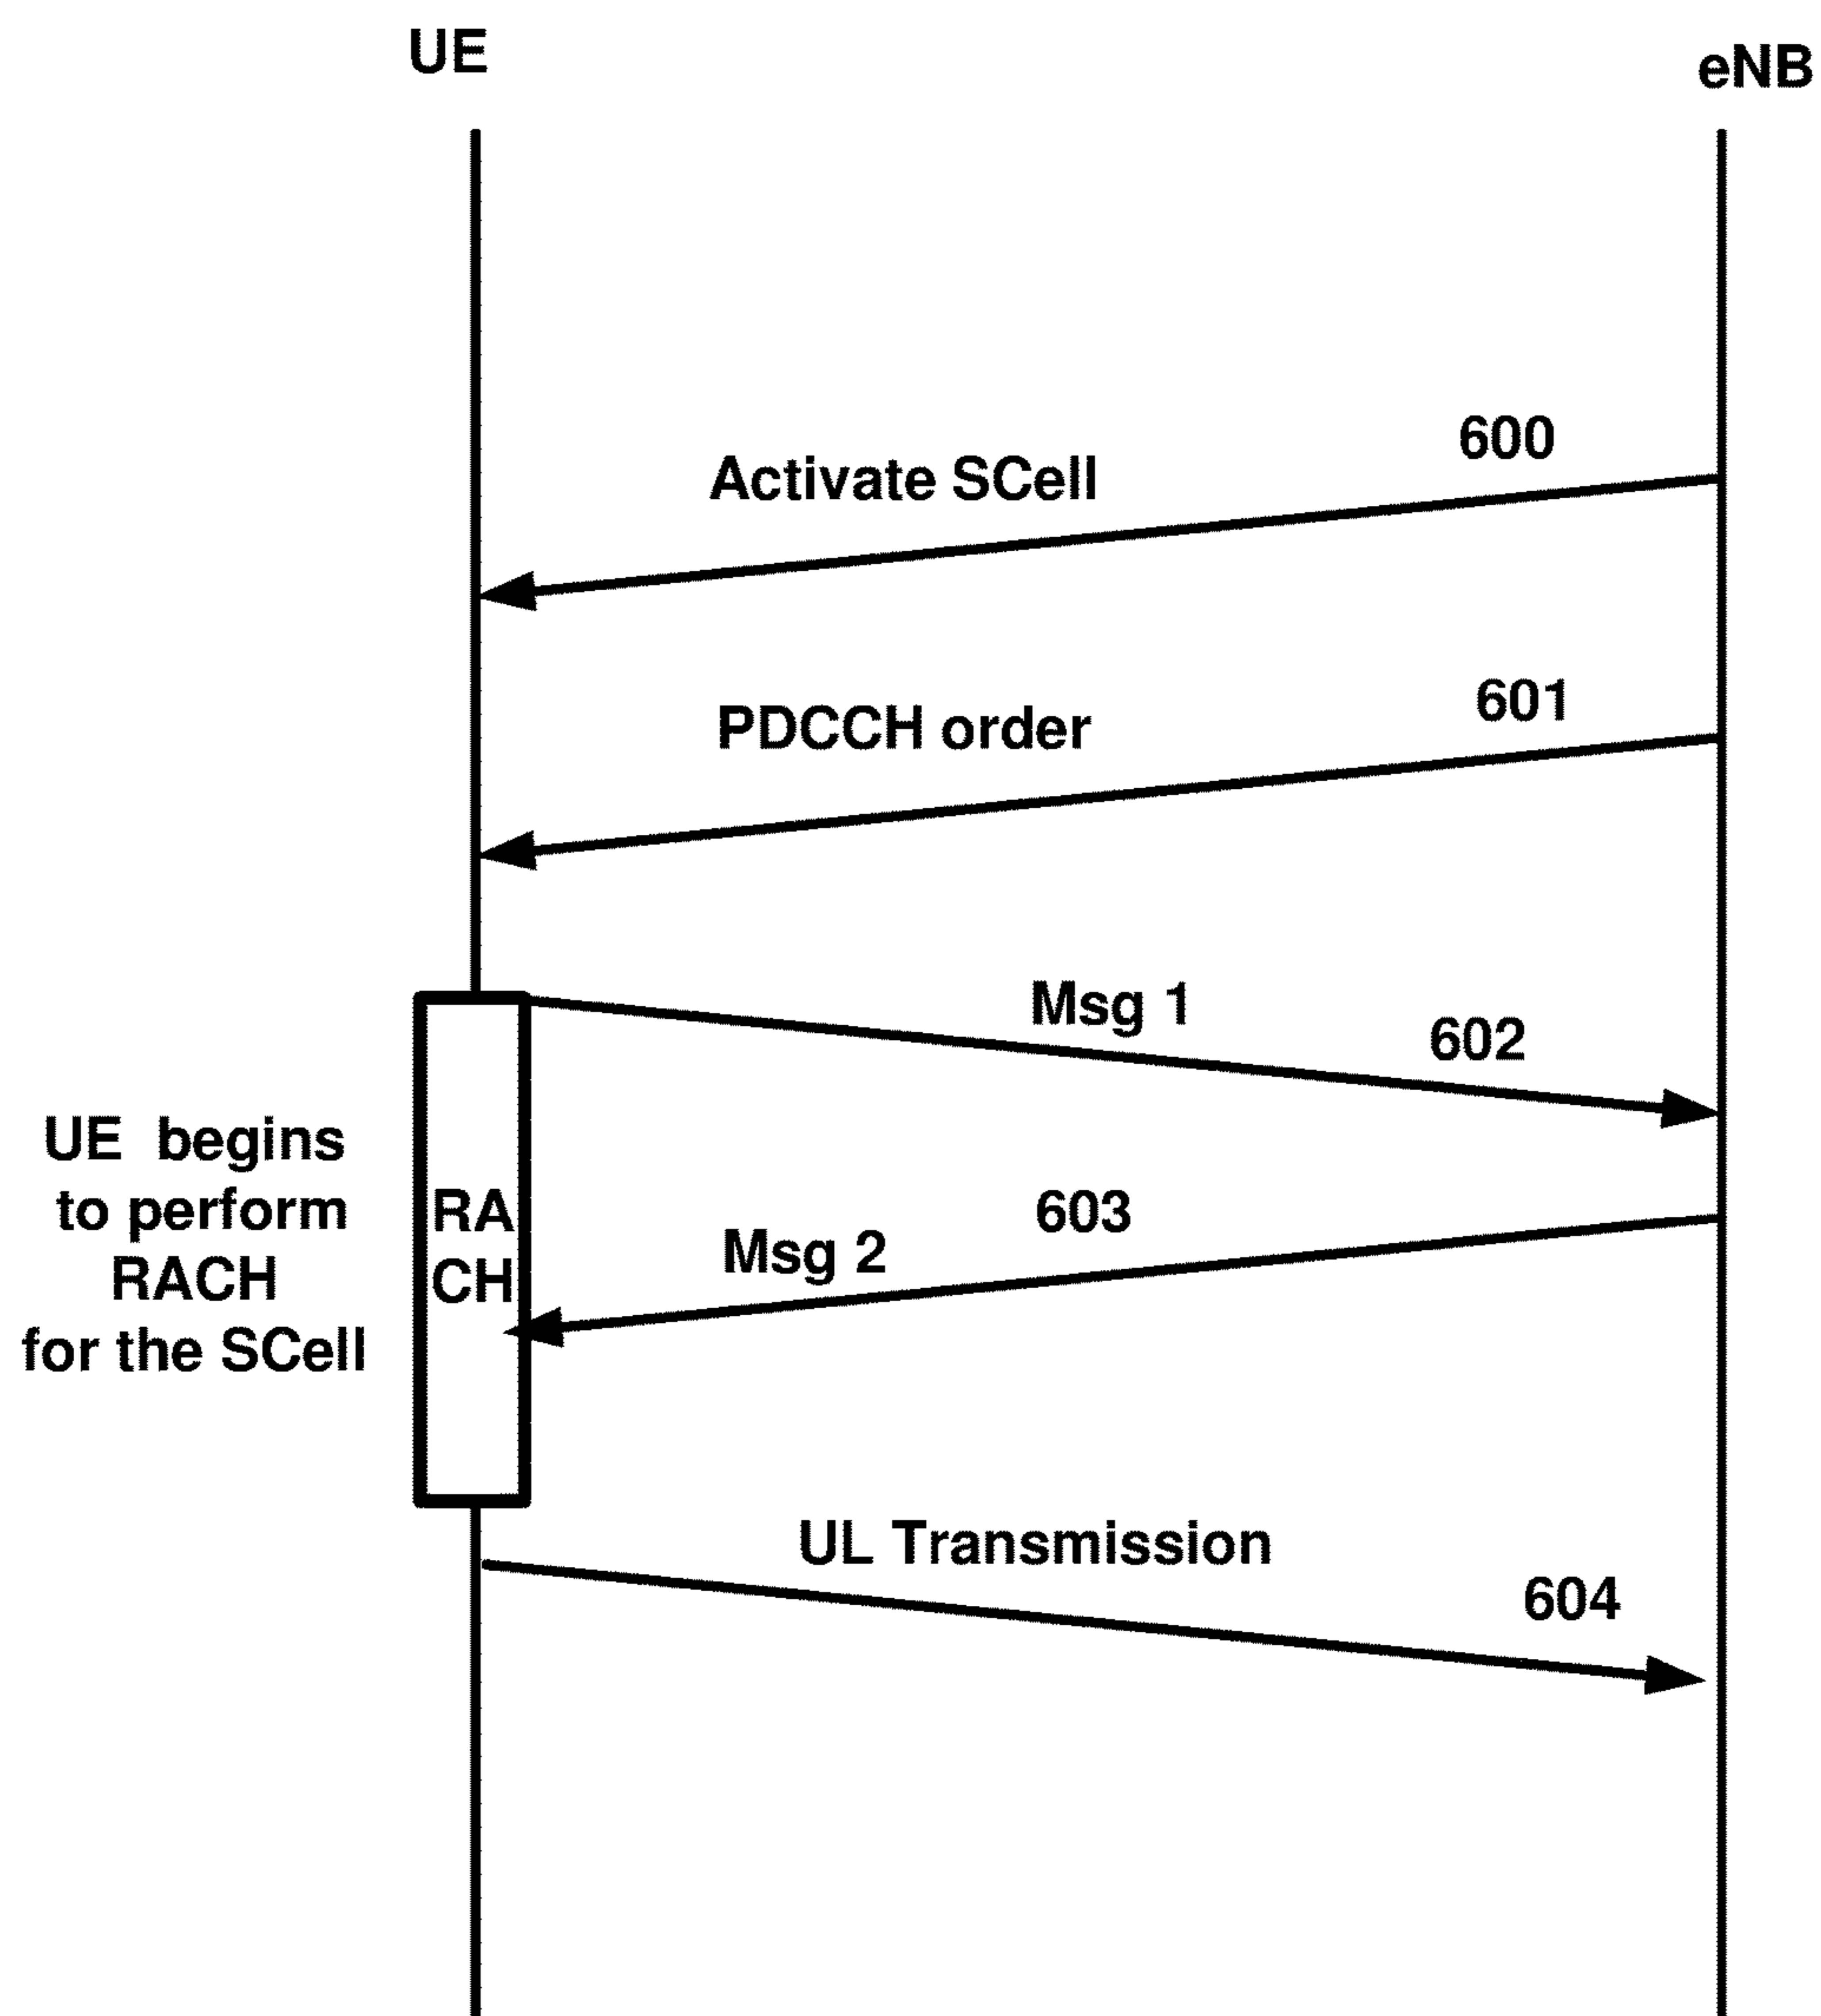 UE
eNB
600
Activate SCell
601
PDCCH order
Msg 1
602
UE begins
to perform
RACH
for the SCell
RA
CH
603
Msg 2
UL Transmission
604